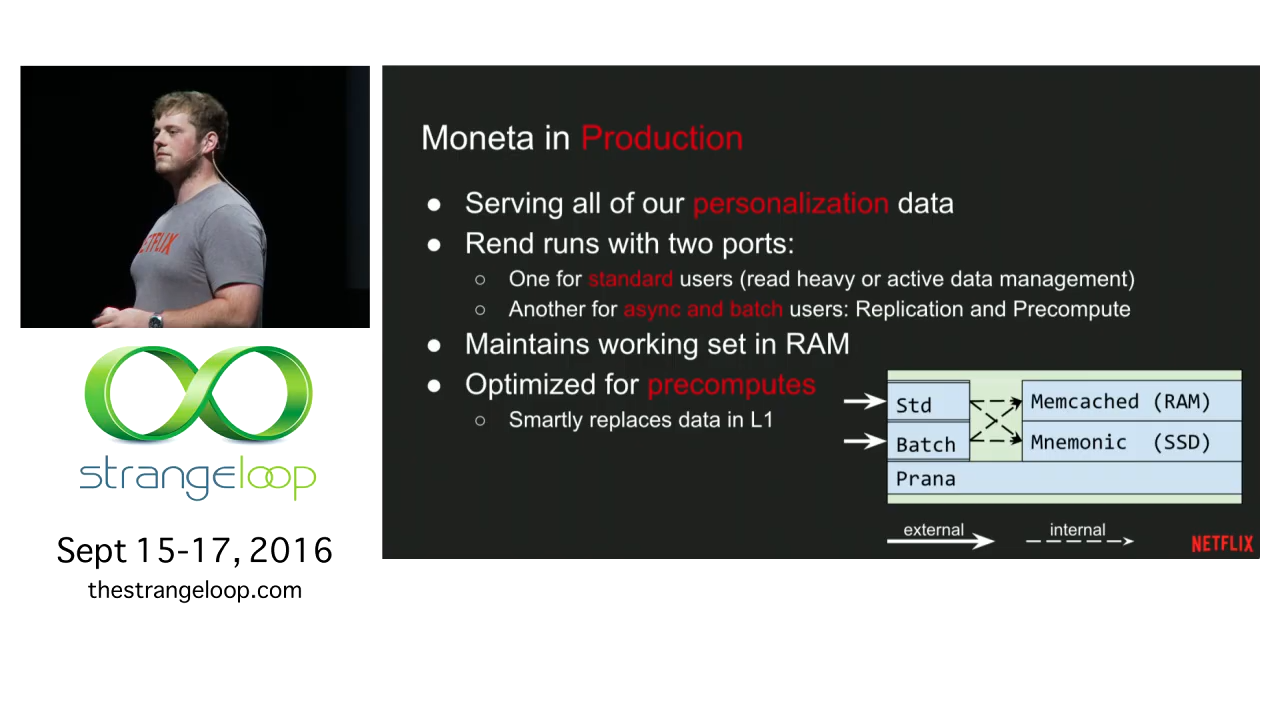 NETFLIX
strangeloop
Sept 15-17, 2016
thestrangeloop.com
Moneta in Production
● Serving all of our personalization data
● Rend runs with two ports:
○ One for standard users (read heavy or active data management)
○ Another for async and batch users: Replication and Precompute
● Maintains working set in RAM
● Optimized for precomputes
○ Smartly replaces data in L1
Std
Memcached (RAM)
Batch
Mnemonic (SSD)
Prana
external
internal
NETFLIX